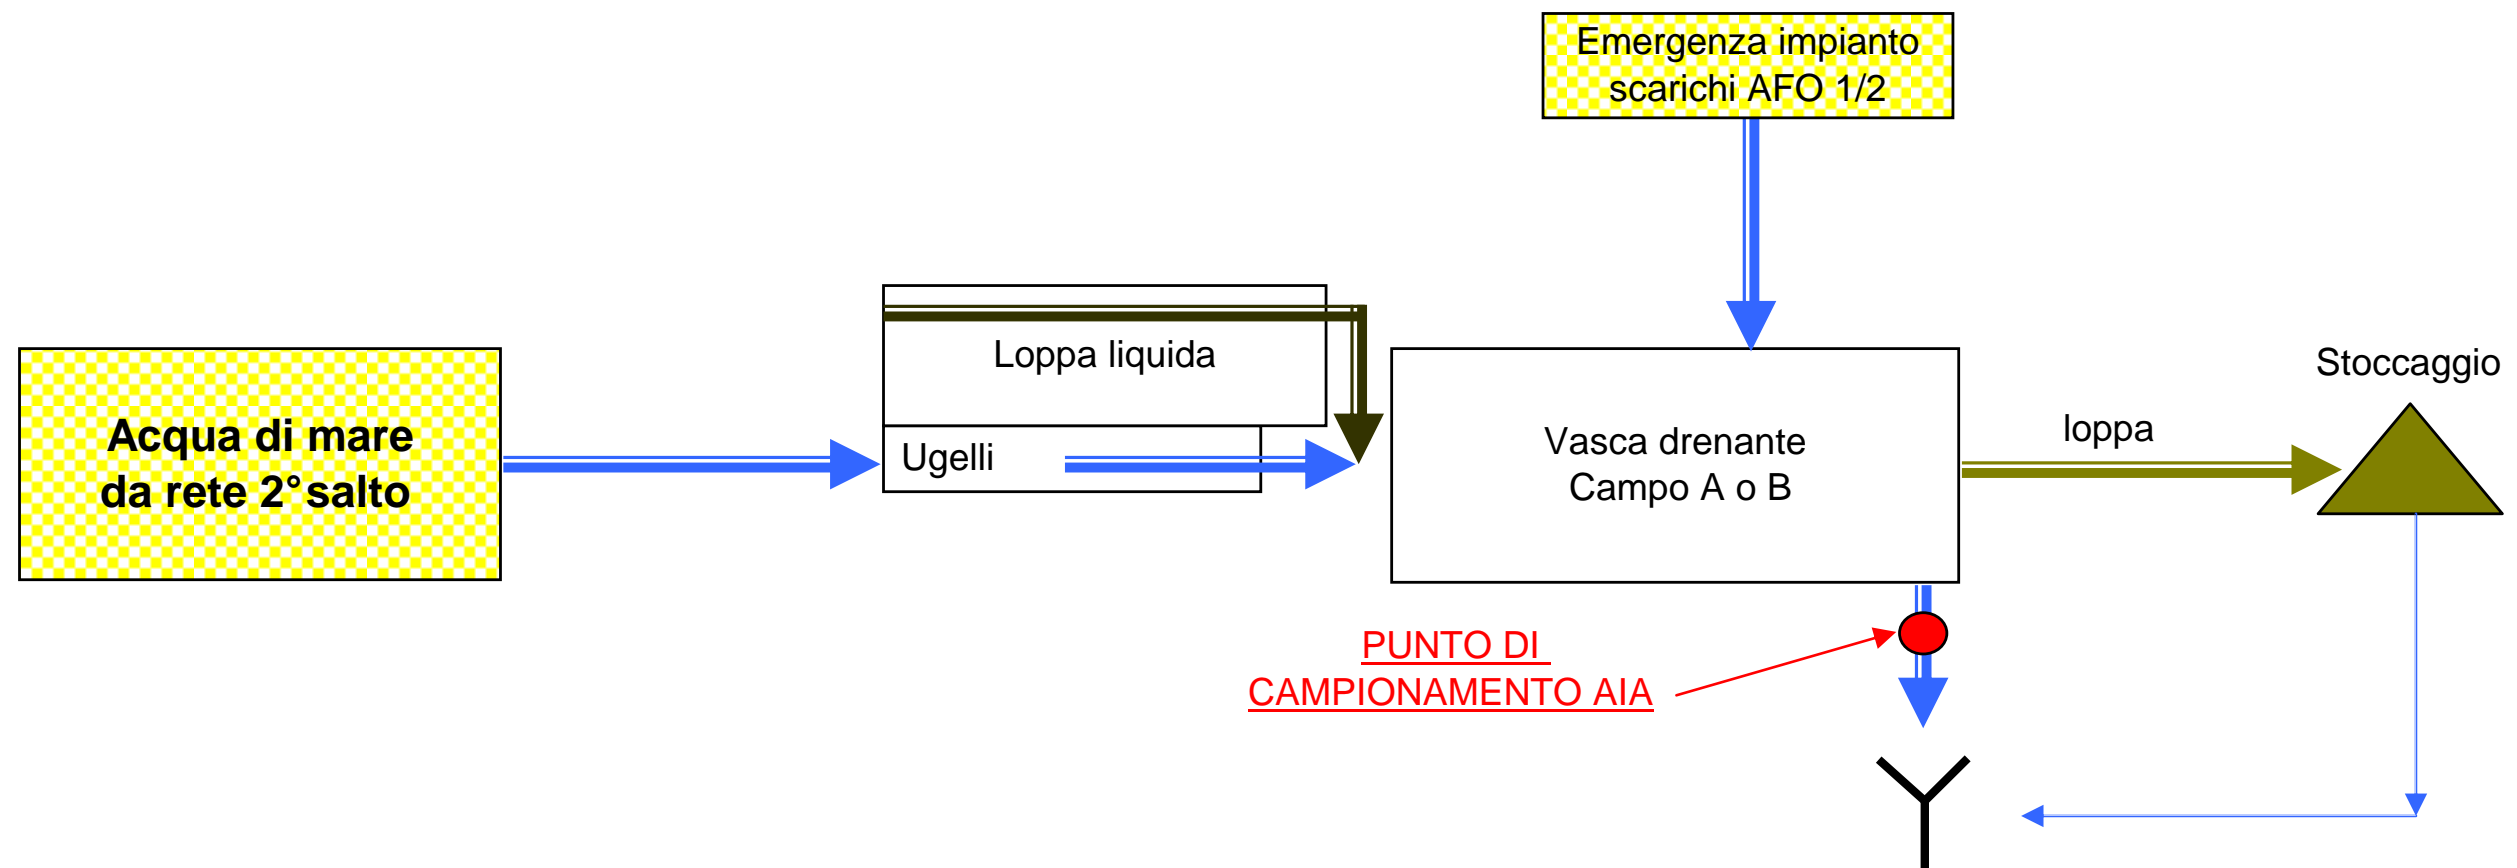 Emergenza impianto
scarichi AFO 1/2
Loppa liquida
Stoccaggio
Acqua di mare
da rete 2° salto
Ugelli
Vasca drenante
Campo A o B
loppa
PUNTO DI
CAMPIONAMENTO AIA